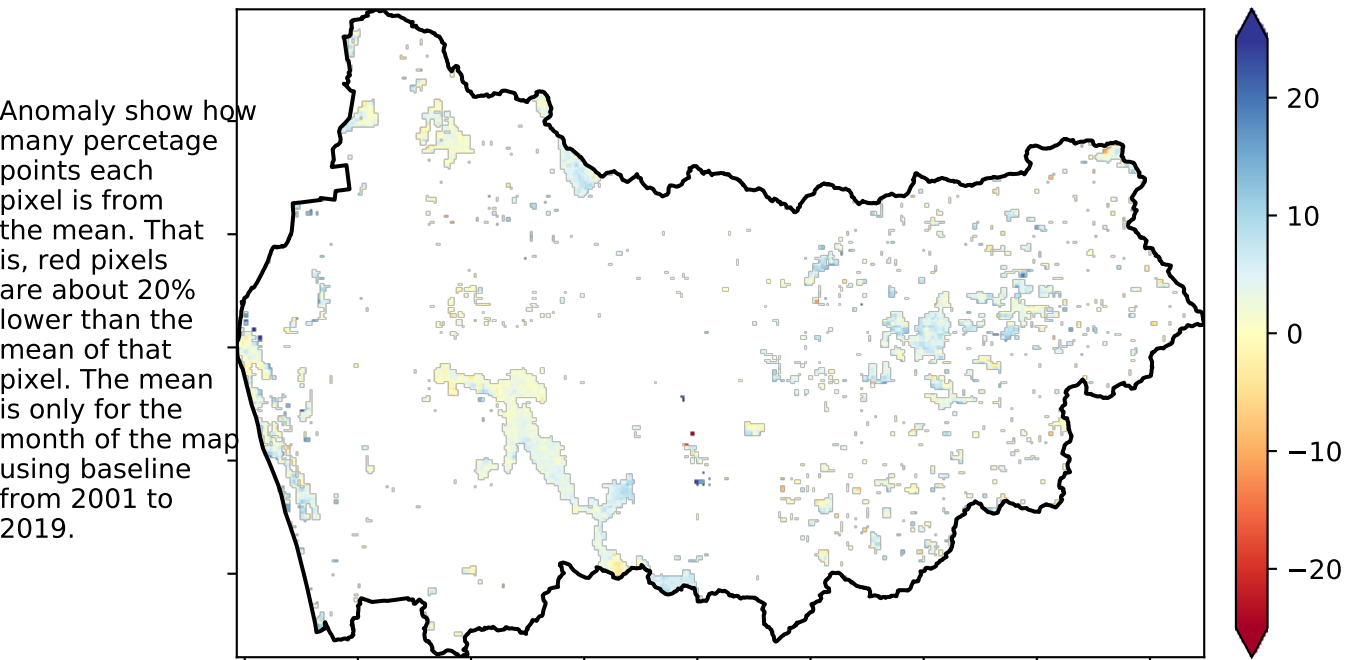 Anomaly show how
many percetage
points each
pixel is from
the mean. That
is, red pixels
are about 20%
lower than the
mean of that
pixel. The mean
is only for the
month of the map
using baseline
from 2001 to
2019.
20
10
0
−10
−20